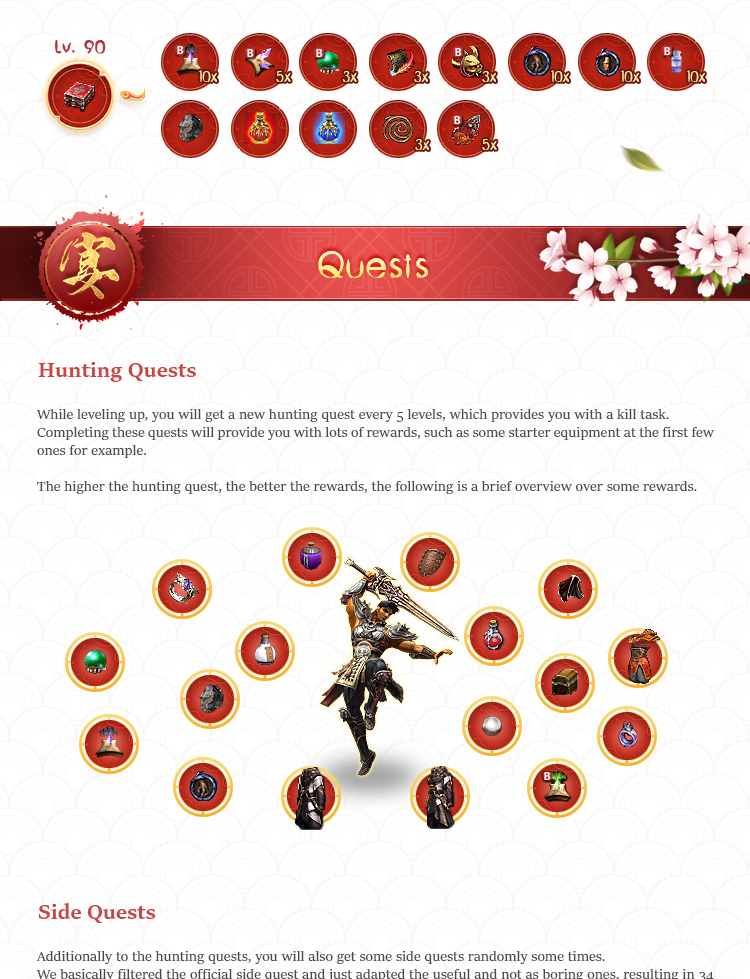 Lv. 90
B 10x B 5x B 3x 3x B 3x 10x 10x B 10x
3x B 5x
宴 Quests
Hunting Quests
While leveling up, you will get a new hunting quest every 5 levels, which provides you with a kill task.
Completing these quests will provide you with lots of rewards, such as some starter equipment at the first few
ones for example.
The higher the hunting quest, the better the rewards, the following is a brief overview over some rewards.
B
Side Quests
Additionally to the hunting quests, you will also get some side quests randomly some times.
We basically filtered the official side quest and just adapted the useful and not as boring ones, resulting in 34